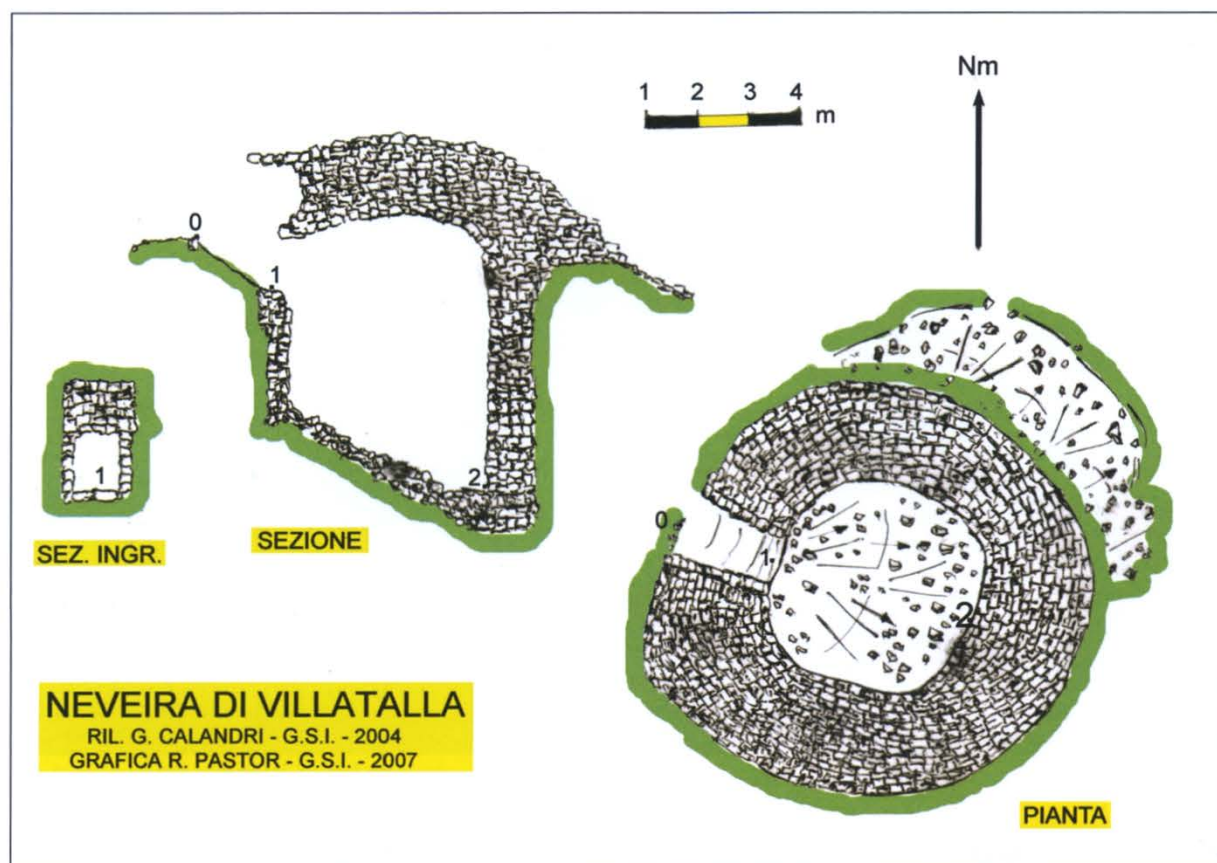 1 2 3 4
m
Nm
0
1
2
1
SEZ. INGR.
SEZIONE
0
1
2
NEVEIRA DI VILLATALLA
RIL. G. CALANDRI - G.S.I. - 2004
GRAFICA R. PASTOR - G.S.I. - 2007
PIANTA